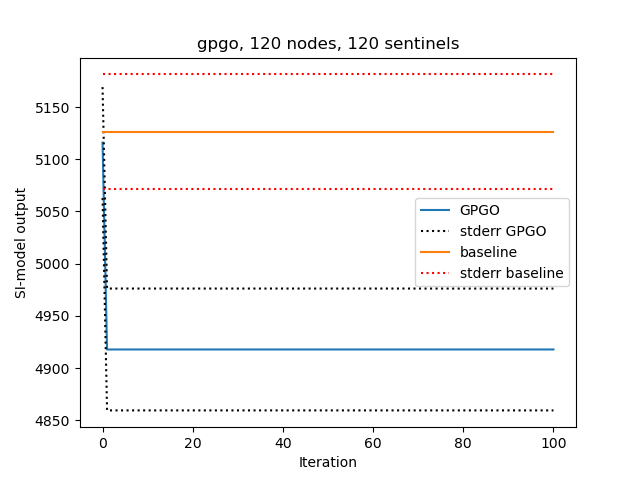 gpgo, 120 nodes, 120 sentinels
5150
5100
5050
5000
4950
4900
4850
SI-model output
GPGO
stderr GPGO
baseline
stderr baseline
0
20
40
60
80
100
Iteration